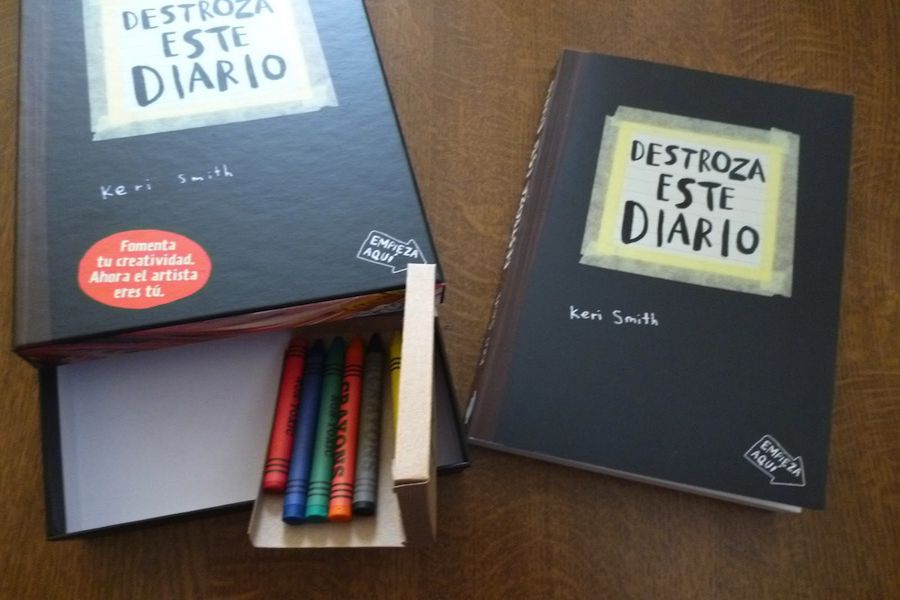 DESTROZA
ESTE
DIARIO
Keri Smith
Fomenta
tu creatividad.
Ahora el artista
eres tú.
EMPIEZA
AQUÍ
CRAYONS
DESTROZA
ESTE
DIARIO
Keri Smith
EMPIEZA
AQUÍ